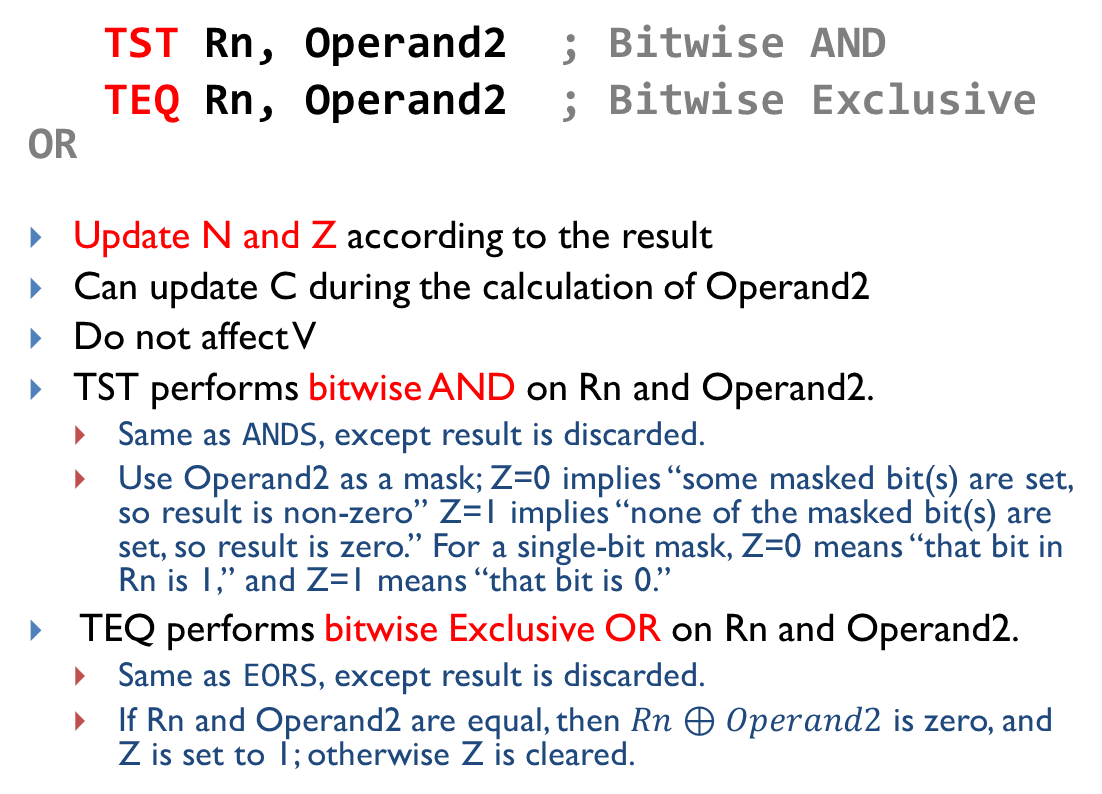 TST Rn, Operand2 ; Bitwise AND
TEQ Rn, Operand2 ; Bitwise Exclusive
OR
Update N and Z according to the result
Can update C during the calculation of Operand2
Do not affect V
TST performs bitwise AND on Rn and Operand2.
Same as ANDS, except result is discarded.
Use Operand2 as a mask; Z=0 implies “some masked bit(s) are set,
so result is non-zero” Z=1 implies “none of the masked bit(s) are
set, so result is zero.” For a single-bit mask, Z=0 means “that bit in
Rn is 1,” and Z=1 means “that bit is 0.”
TEQ performs bitwise Exclusive OR on Rn and Operand2.
Same as EORS, except result is discarded.
If Rn and Operand2 are equal, then Rn ⊕ Operand2 is zero, and
Z is set to 1; otherwise Z is cleared.